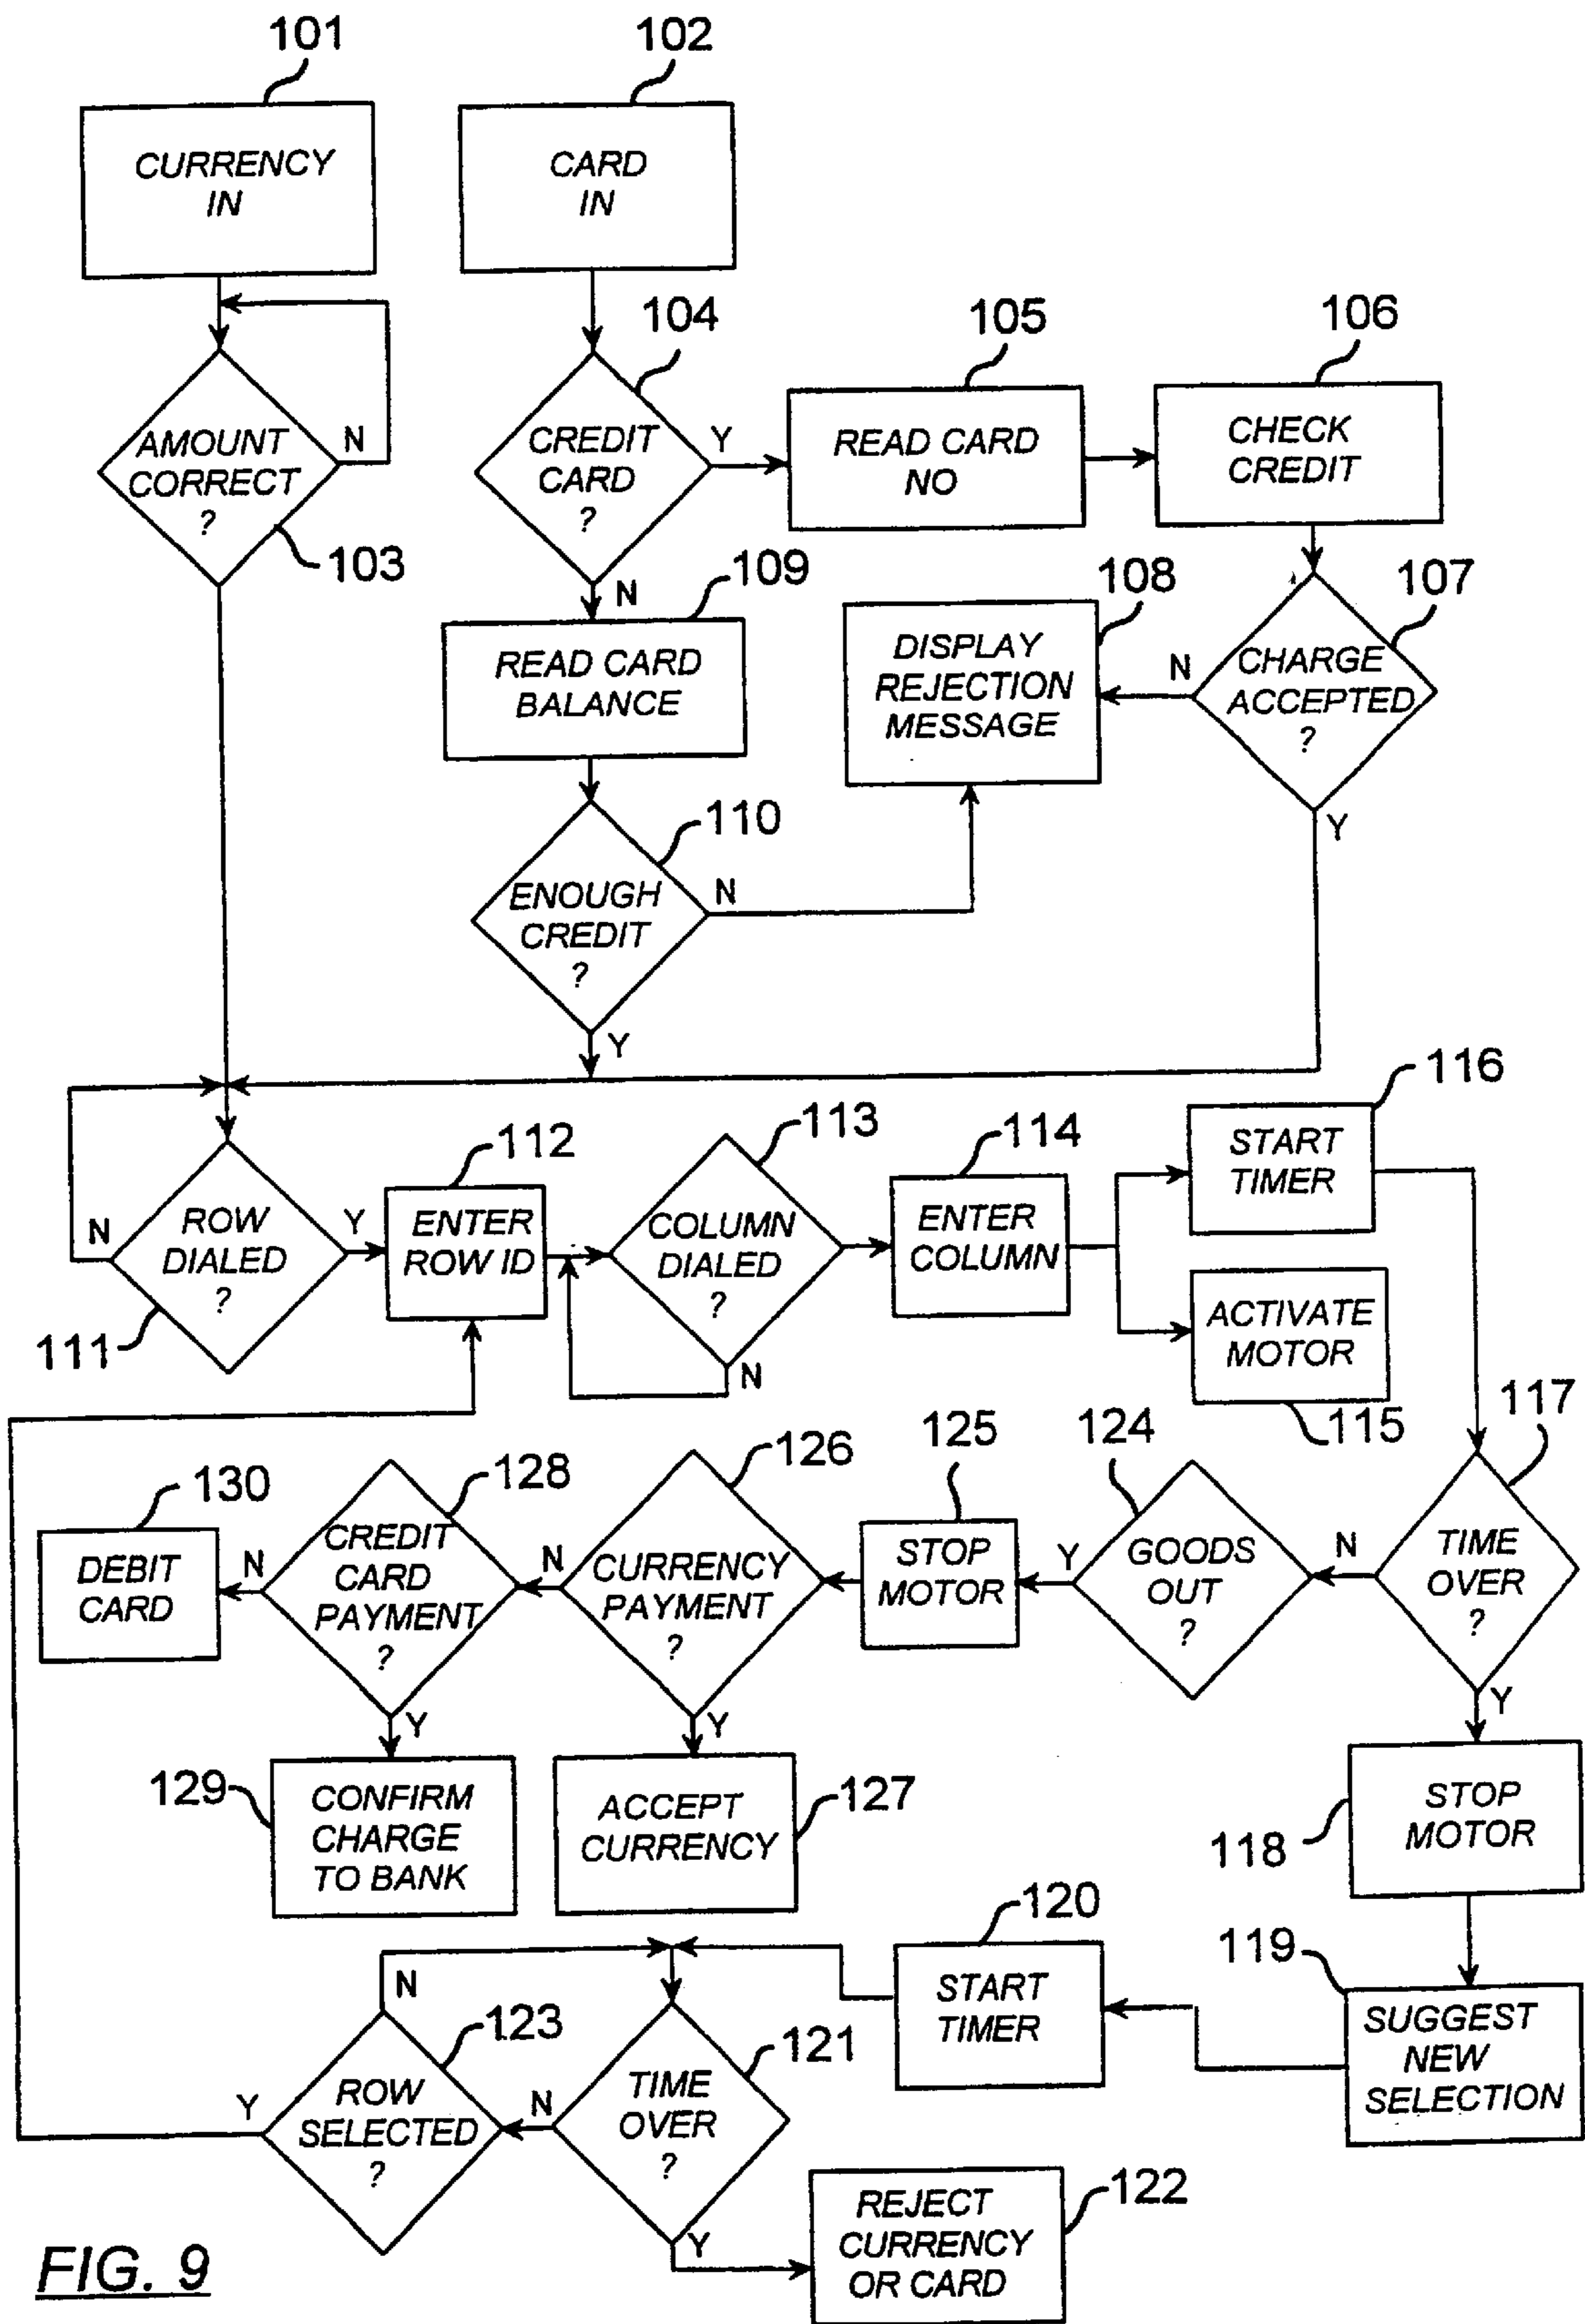 101
102
CURRENCY
IN
CARD
IN
104
105
106
AMOUNT
CORRECT
?
N
103
CREDIT
CARD
?
Y
N
READ CARD
NO
CHECK
CREDIT
109
108
107
READ CARD
BALANCE
DISPLAY
REJECTION
MESSAGE
N
CHARGE
ACCEPTED
?
Y
110
ENOUGH
CREDIT
?
N
Y
116
112
113
114
START
TIMER
N
ROW
DIALED
?
Y
111
ENTER
ROW ID
COLUMN
DIALED
?
N
ENTER
COLUMN
ACTIVATE
MOTOR
115
117
130
128
126
125
124
DEBIT
CARD
N
CREDIT
CARD
PAYMENT
?
Y
N
CURRENCY
PAYMENT
?
Y
STOP
MOTOR
Y
GOODS
OUT
?
N
TIME
OVER
?
Y
129
CONFIRM
CHARGE
TO BANK
ACCEPT
CURRENCY
127
118
STOP
MOTOR
120
119
N
START
TIMER
SUGGEST
NEW
SELECTION
123
121
Y
ROW
SELECTED
?
N
TIME
OVER
?
Y
REJECT
CURRENCY
OR CARD
122
FIG. 9